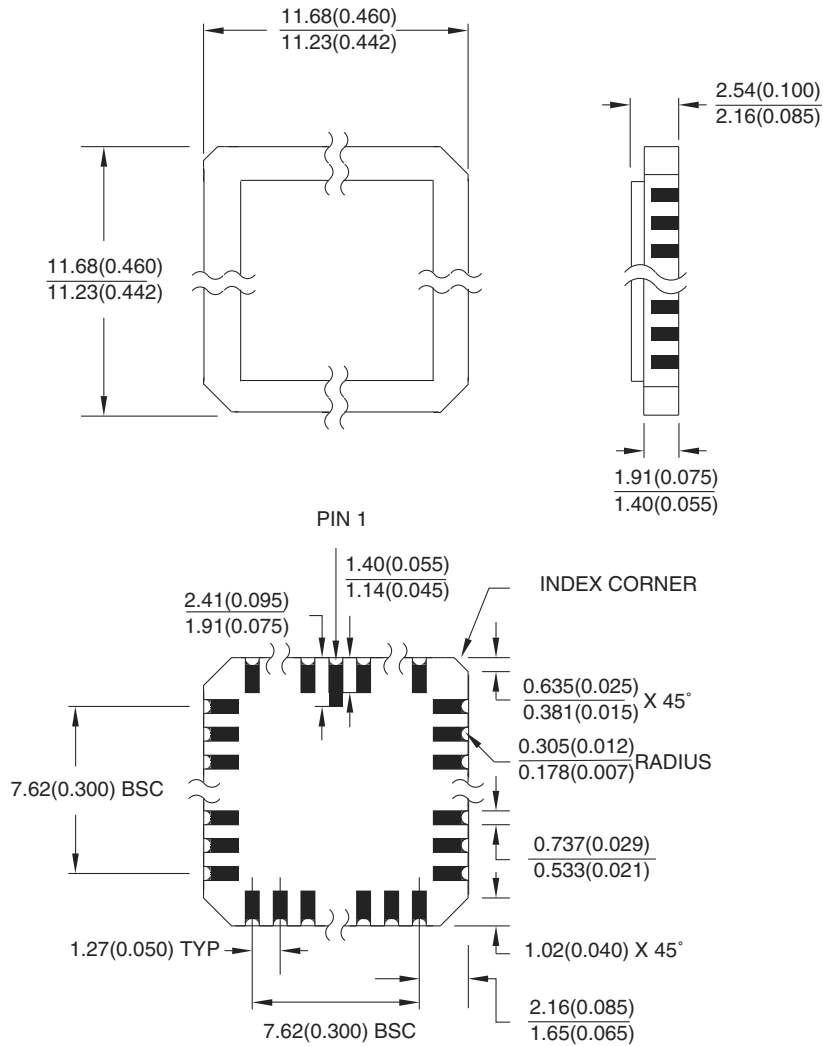 11.68(0.460)
11.23(0.442)
2.54(0.100)
2.16(0.085)
11.68(0.460)
11.23(0.442)
1.91(0.075)
1.40(0.055)
PIN 1
1.40(0.055)
1.14(0.045)
INDEX CORNER
2.41(0.095)
1.91(0.075)
0.635(0.025)
0.381(0.015) X 45°
0.305(0.012)
0.178(0.007) RADIUS
7.62(0.300) BSC
0.737(0.029)
0.533(0.021)
1.27(0.050) TYP
1.02(0.040) X 45°
7.62(0.300) BSC
2.16(0.085)
1.65(0.065)